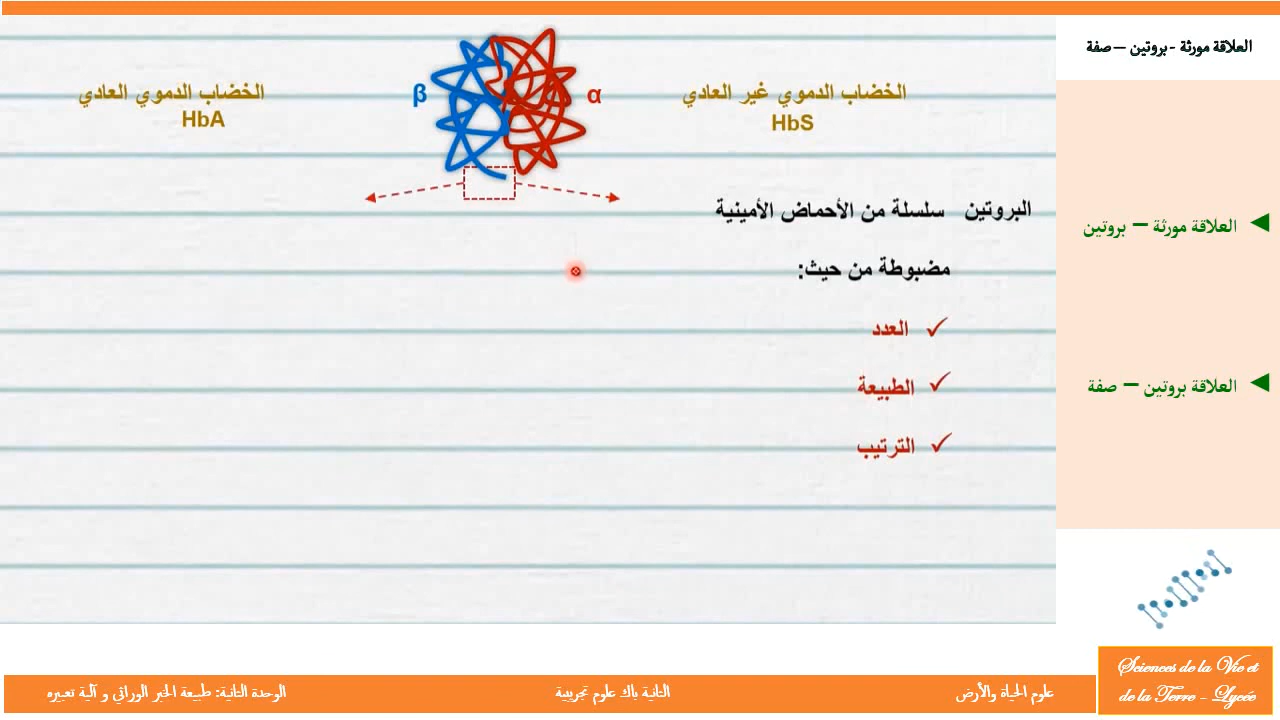 العلاقة مورثة - بروتين – صفة
الخضاب الدموي غير العادي
HbS
α
β
الخضاب الدموي العادي
HbA
البروتين سلسلة من الأحماض الأمينية
مضبوطة من حيث:
✓ العدد
✓ الطبيعة
✓ الترتيب
◄ العلاقة مورثة – بروتين
◄ العلاقة بروتين – صفة
Sciences de la Vie et
de la Terre - Lycée
علوم الحياة والأرض
الثانية باك علوم تجريبية
الوحدة الثانية: طبيعة الخبر الوراثي و آلية تعبيره